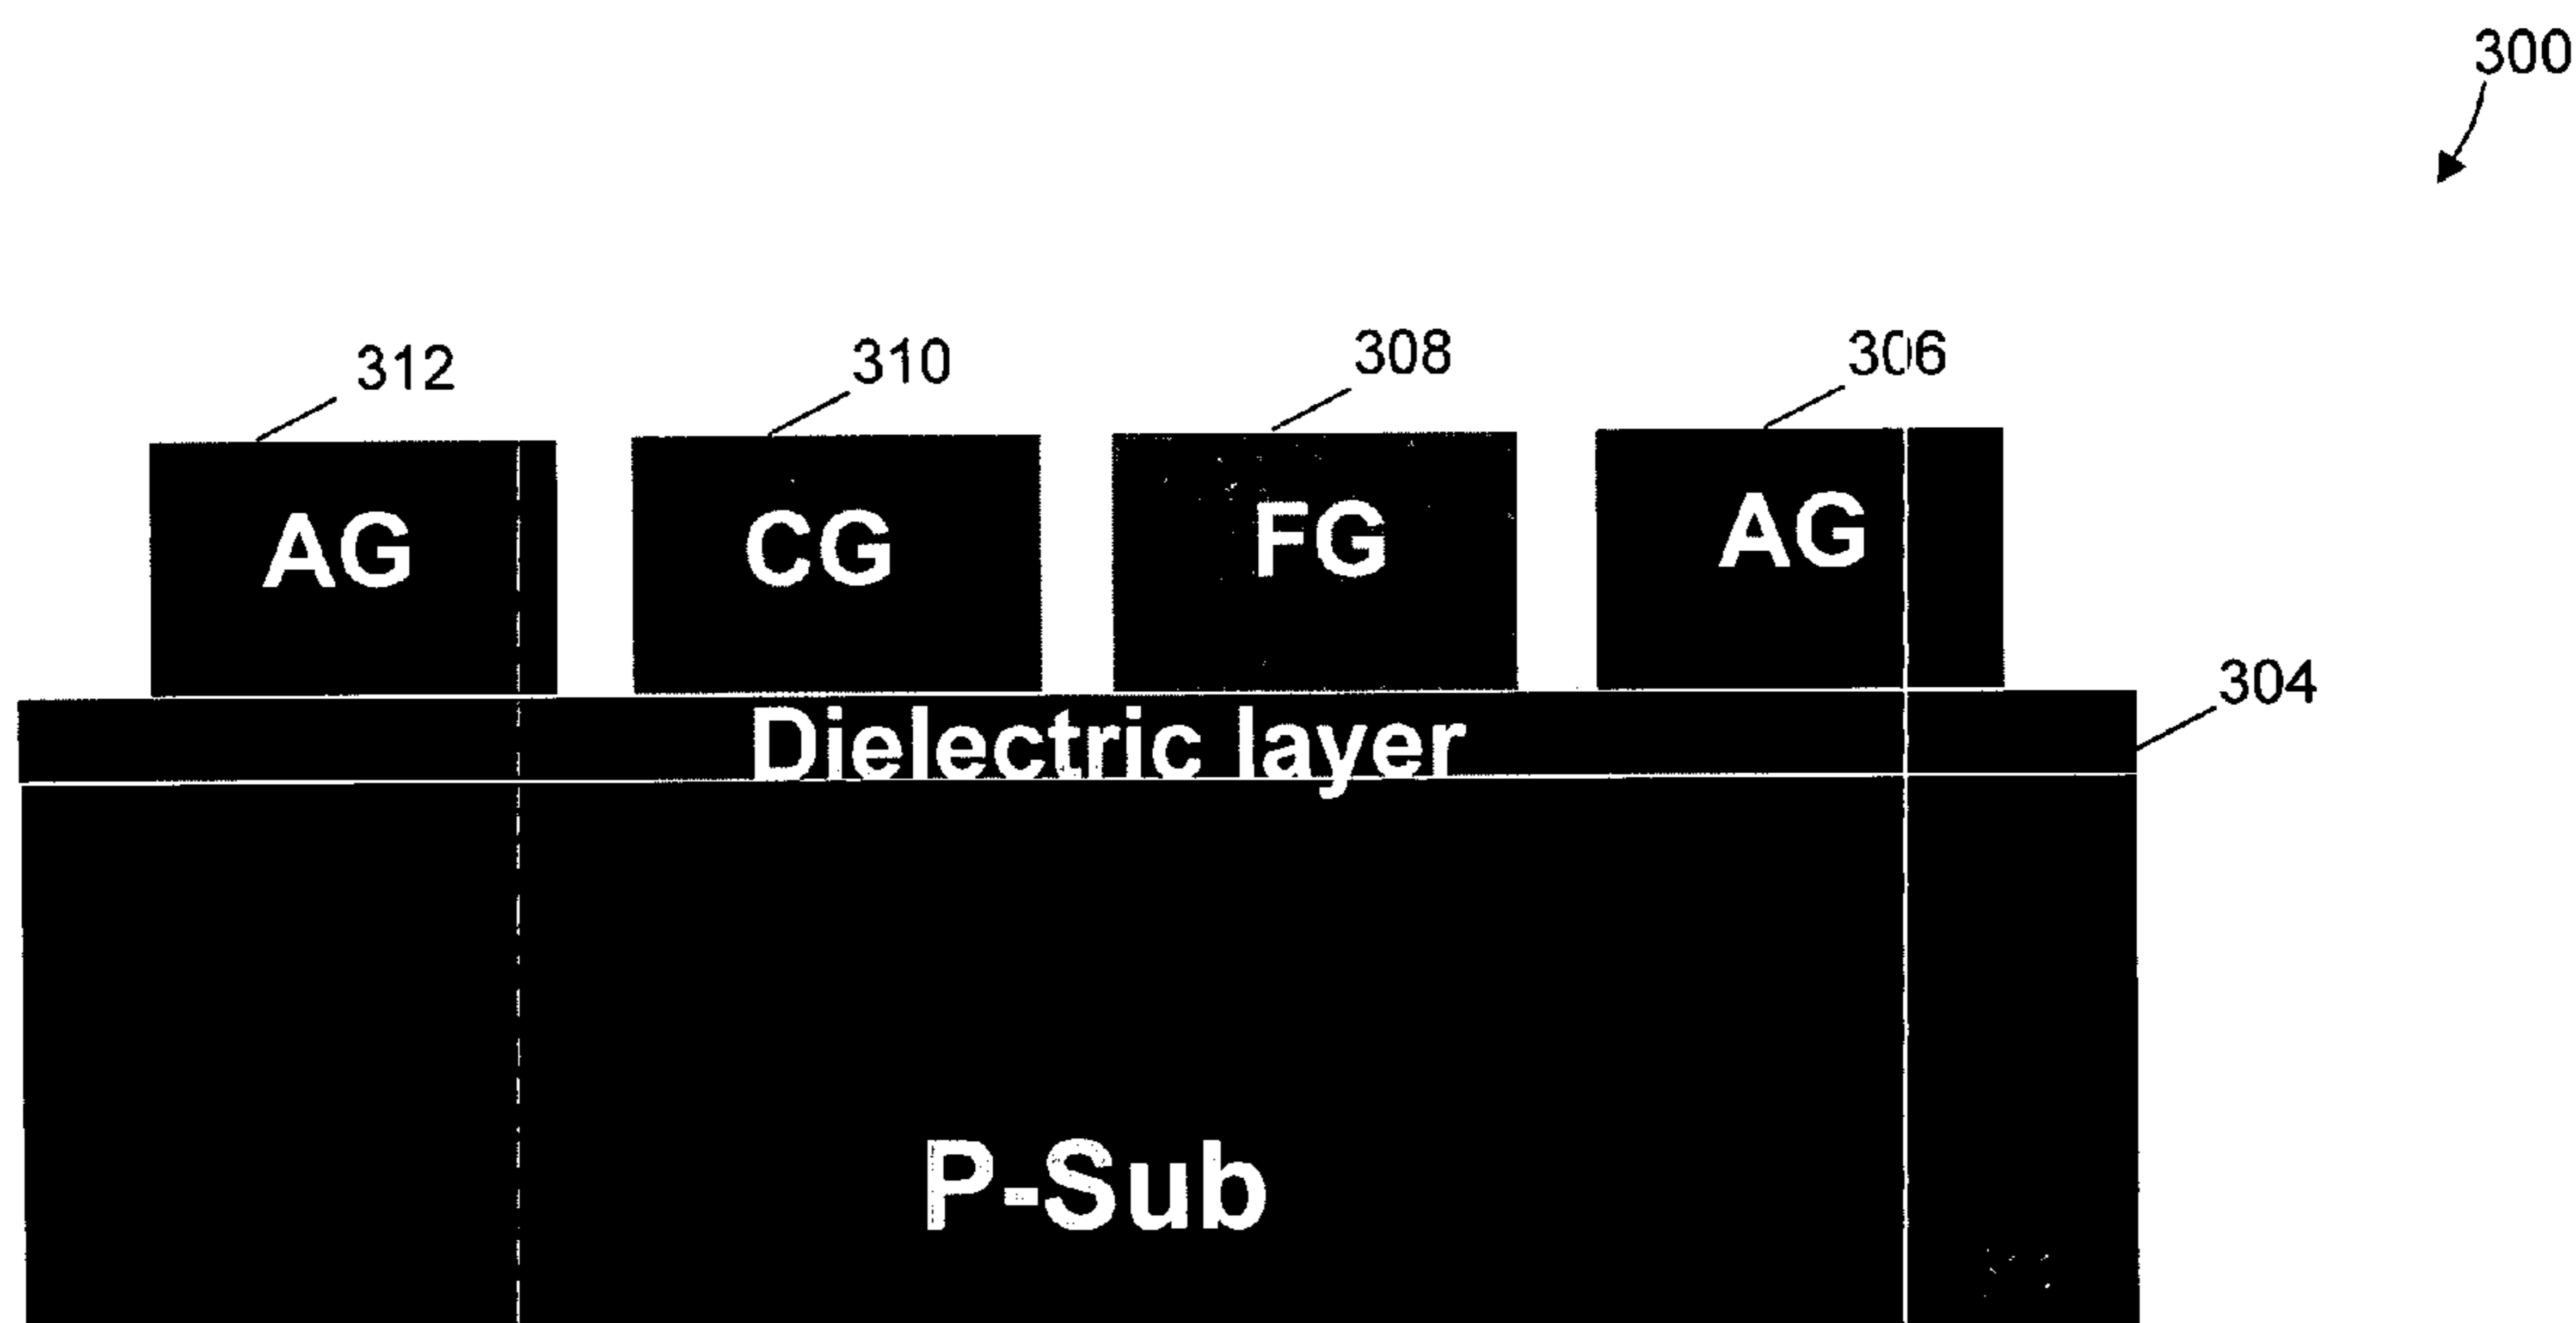 300
312 310 308 306
AG CG FG AG
304
Dielectric layer
P-Sub